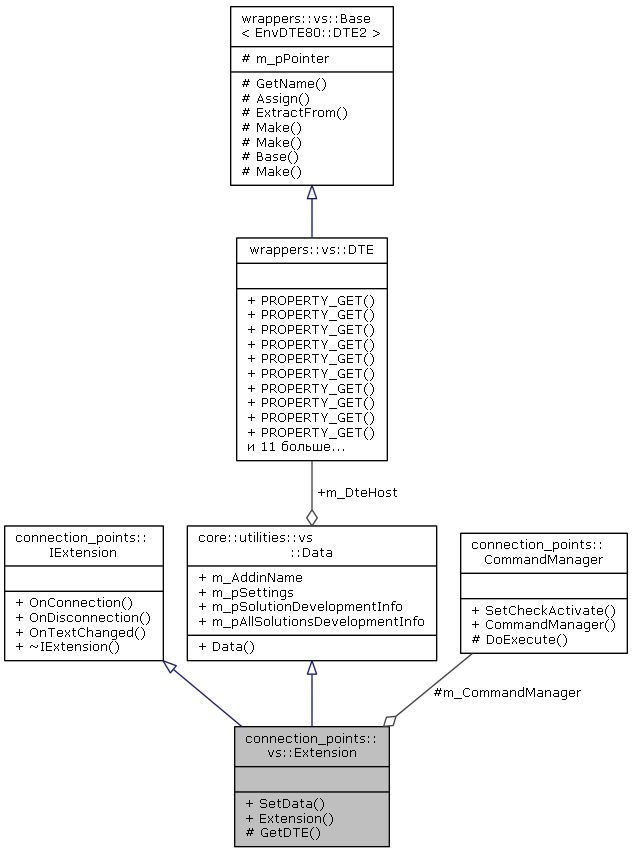 wrappers::vs::Base
< EnvDTE80::DTE2 >
# m_pPointer
# GetName()
# Assign()
# ExtractFrom()
# Make()
# Make()
# Base()
# Make()
wrappers::vs::DTE
+ PROPERTY_GET()
+ PROPERTY_GET()
+ PROPERTY_GET()
+ PROPERTY_GET()
+ PROPERTY_GET()
+ PROPERTY_GET()
+ PROPERTY_GET()
+ PROPERTY_GET()
+ PROPERTY_GET()
+ PROPERTY_GET()
и 11 больше...
+m_DteHost
connection_points::
IExtension
+ OnConnection()
+ OnDisconnection()
+ OnTextChanged()
+ ~IExtension()
core::utilities::vs
::Data
+ m_AddinName
+ m_pSettings
+ m_pSolutionDevelopmentInfo
+ m_pAllSolutionsDevelopmentInfo
+ Data()
connection_points::
CommandManager
+ SetCheckActivate()
+ CommandManager()
# DoExecute()
#m_CommandManager
connection_points::
vs::Extension
+ SetData()
+ Extension()
# GetDTE()